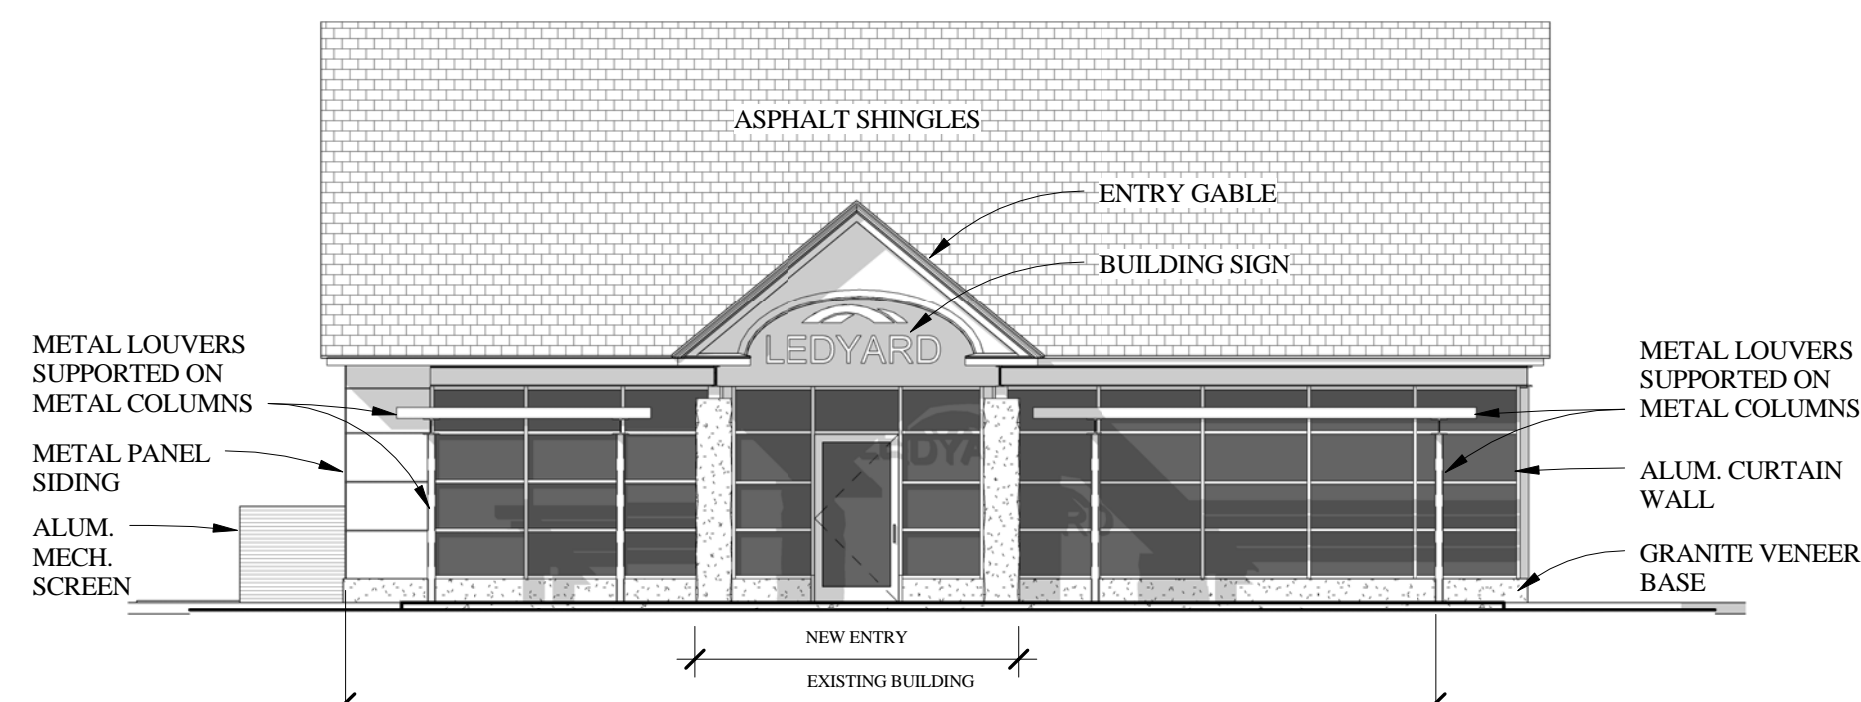 ASPHALT SHINGLES
ENTRY GABLE
BUILDING SIGN
LEDYARD
METAL LOUVERS
SUPPORTED ON
METAL COLUMNS
METAL PANEL
SIDING
ALUM.
MECH.
SCREEN
METAL LOUVERS
SUPPORTED ON
METAL COLUMNS
ALUM. CURTAIN
WALL
GRANITE VENEER
BASE
NEW ENTRY
EXISTING BUILDING